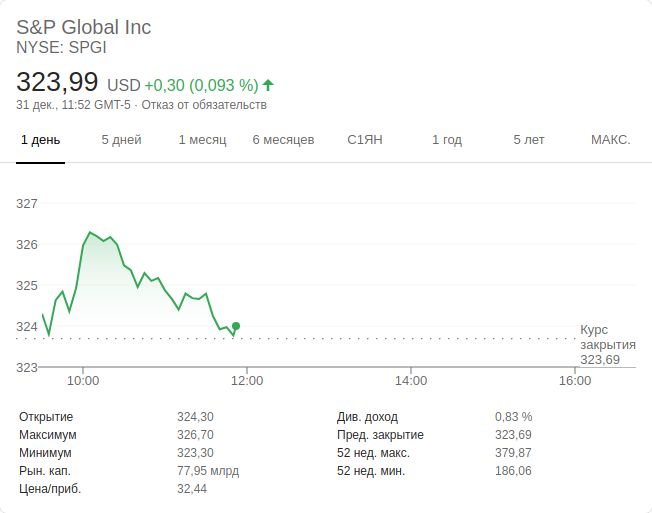 S&P Global Inc
NYSE: SPGI
323,99 USD +0,30 (0,093 %)
31 дек., 11:52 GMT-5 · Отказ от обязательств
1 день 5 дней 1 месяц 6 месяцев С1ЯН 1 год 5 лет МАКС.
327
326
325
324
323
Курс
закрытия
323,69
10:00 12:00 14:00 16:00
Открытие 324,30 Див. доход 0,83 %
Максимум 326,70 Пред. закрытие 323,69
Минимум 323,30 52 нед. макс. 379,87
Рын. кап. 77,95 млрд 52 нед. мин. 186,06
Цена/приб. 32,44